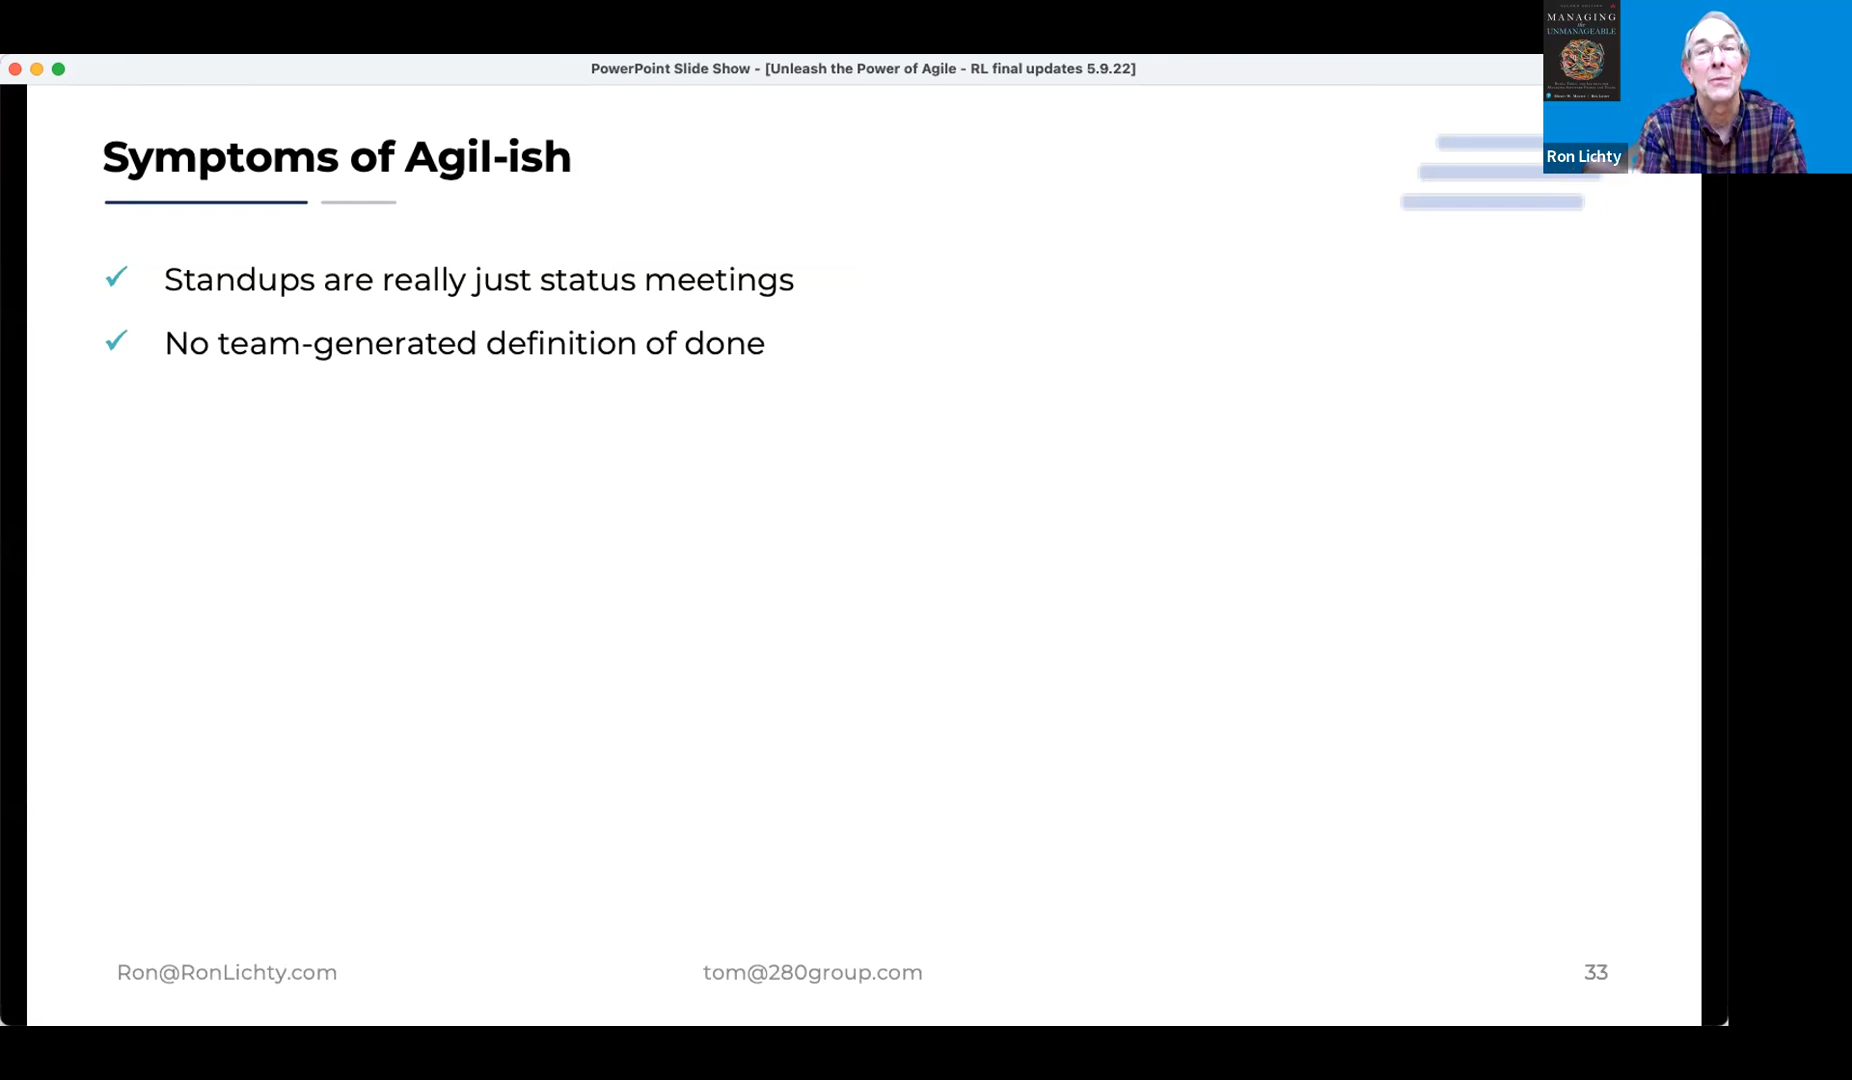 PowerPoint Slide Show - [Unleash the Power of Agile - RL final updates 5.9.22]
MANAGING
the
UNMANAGEABLE
Ron Lichty
Symptoms of Agil-ish
✓ Standups are really just status meetings
✓ No team-generated definition of done
Ron@RonLichty.com
tom@280group.com
33